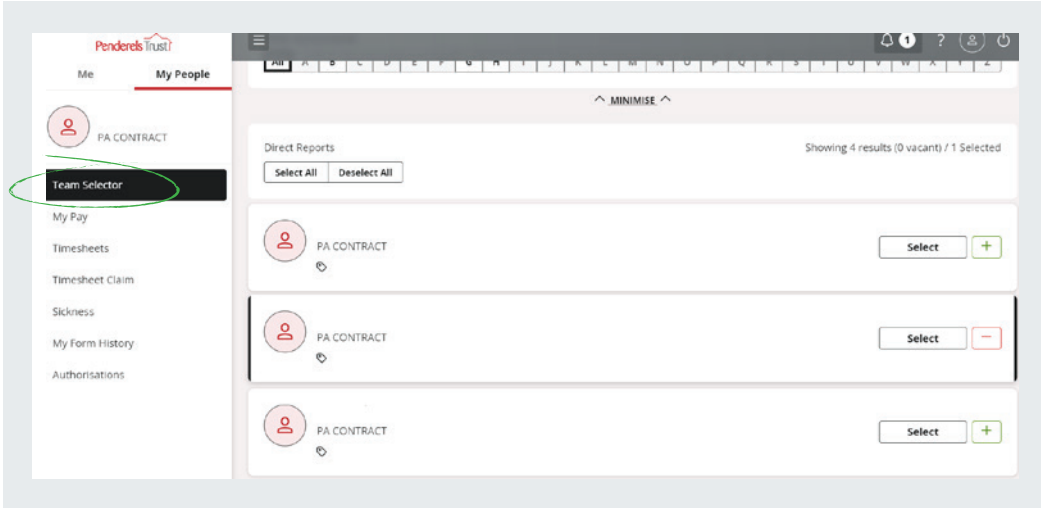 Penderels Trust
1
?
Me My People
All A B C D E F G H I J K L M N O P Q R S T U V W X Y Z
MINIMISE
PA CONTRACT
Direct Reports
Showing 4 results (0 vacant) / 1 Selected
Select All Deselect All
Team Selector
My Pay
Timesheets
Timesheet Claim
Sickness
My Form History
Authorisations
PA CONTRACT
Select +
PA CONTRACT
Select −
PA CONTRACT
Select +